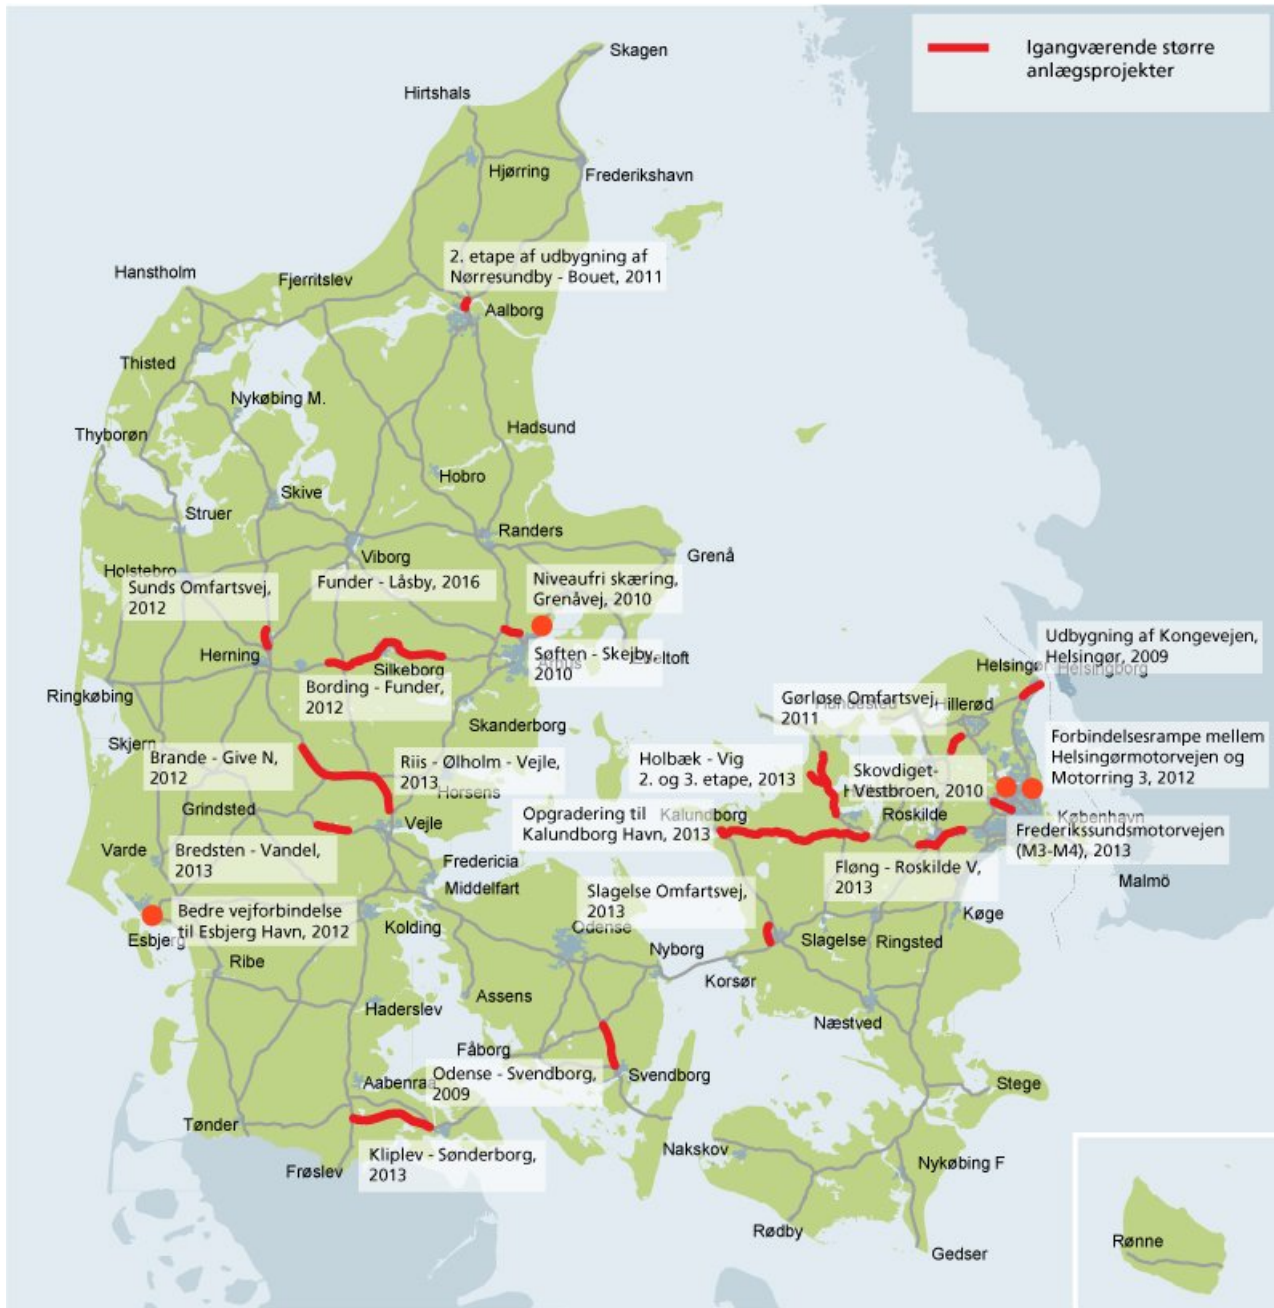 Igangværende større
anlægsprojekter
Skagen
Hirtshals
Hjørring
Frederikshavn
2. etape af udbygning af
Nørresundby - Bouet, 2011
Hanstholm
Fjerritslev
Aalborg
Thisted
Nykøbing M.
Thyborøn
Hadsund
Hobro
Skive
Struer
Randers
Viborg
Grenå
Holstebro
Sunds Omfartsvej,
2012
Funder - Låsby, 2016
Niveaufri skæring,
Grenåvej, 2010
Herning
Silkeborg
Søften - Skejby,
2010
Århus
Ebeltoft
Udbygning af Kongevejen,
Helsingør, 2009
Helsingør
Helsingborg
Ringkøbing
Bording - Funder,
2012
Skanderborg
Gørløse Omfartsvej,
2011
Hundested
Hillerød
Skjern
Brande - Give N,
2012
Riis - Ølholm - Vejle,
2013
Horsens
Holbæk - Vig
2. og 3. etape, 2013
Skovdiget-
Vestbroen, 2010
Forbindelsesrampe mellem
Helsingørmotorvejen og
Motorring 3, 2012
Grindsted
Vejle
Opgradering til
Kalundborg Havn, 2013
Kalundborg
Roskilde
København
Frederikssundsmotorvejen
(M3-M4), 2013
Varde
Bredsten - Vandel,
2013
Fredericia
Middelfart
Fløng - Roskilde V,
2013
Malmö
Slagelse Omfartsvej,
2013
Bedre vejforbindelse
til Esbjerg Havn, 2012
Esbjerg
Kolding
Odense
Køge
Slagelse
Ringsted
Nyborg
Ribe
Korsør
Assens
Haderslev
Næstved
Fåborg
Odense - Svendborg,
2009
Svendborg
Aabenraa
Stege
Tønder
Kliplev - Sønderborg,
2013
Frøslev
Nakskov
Nykøbing F
Rødby
Gedser
Rønne